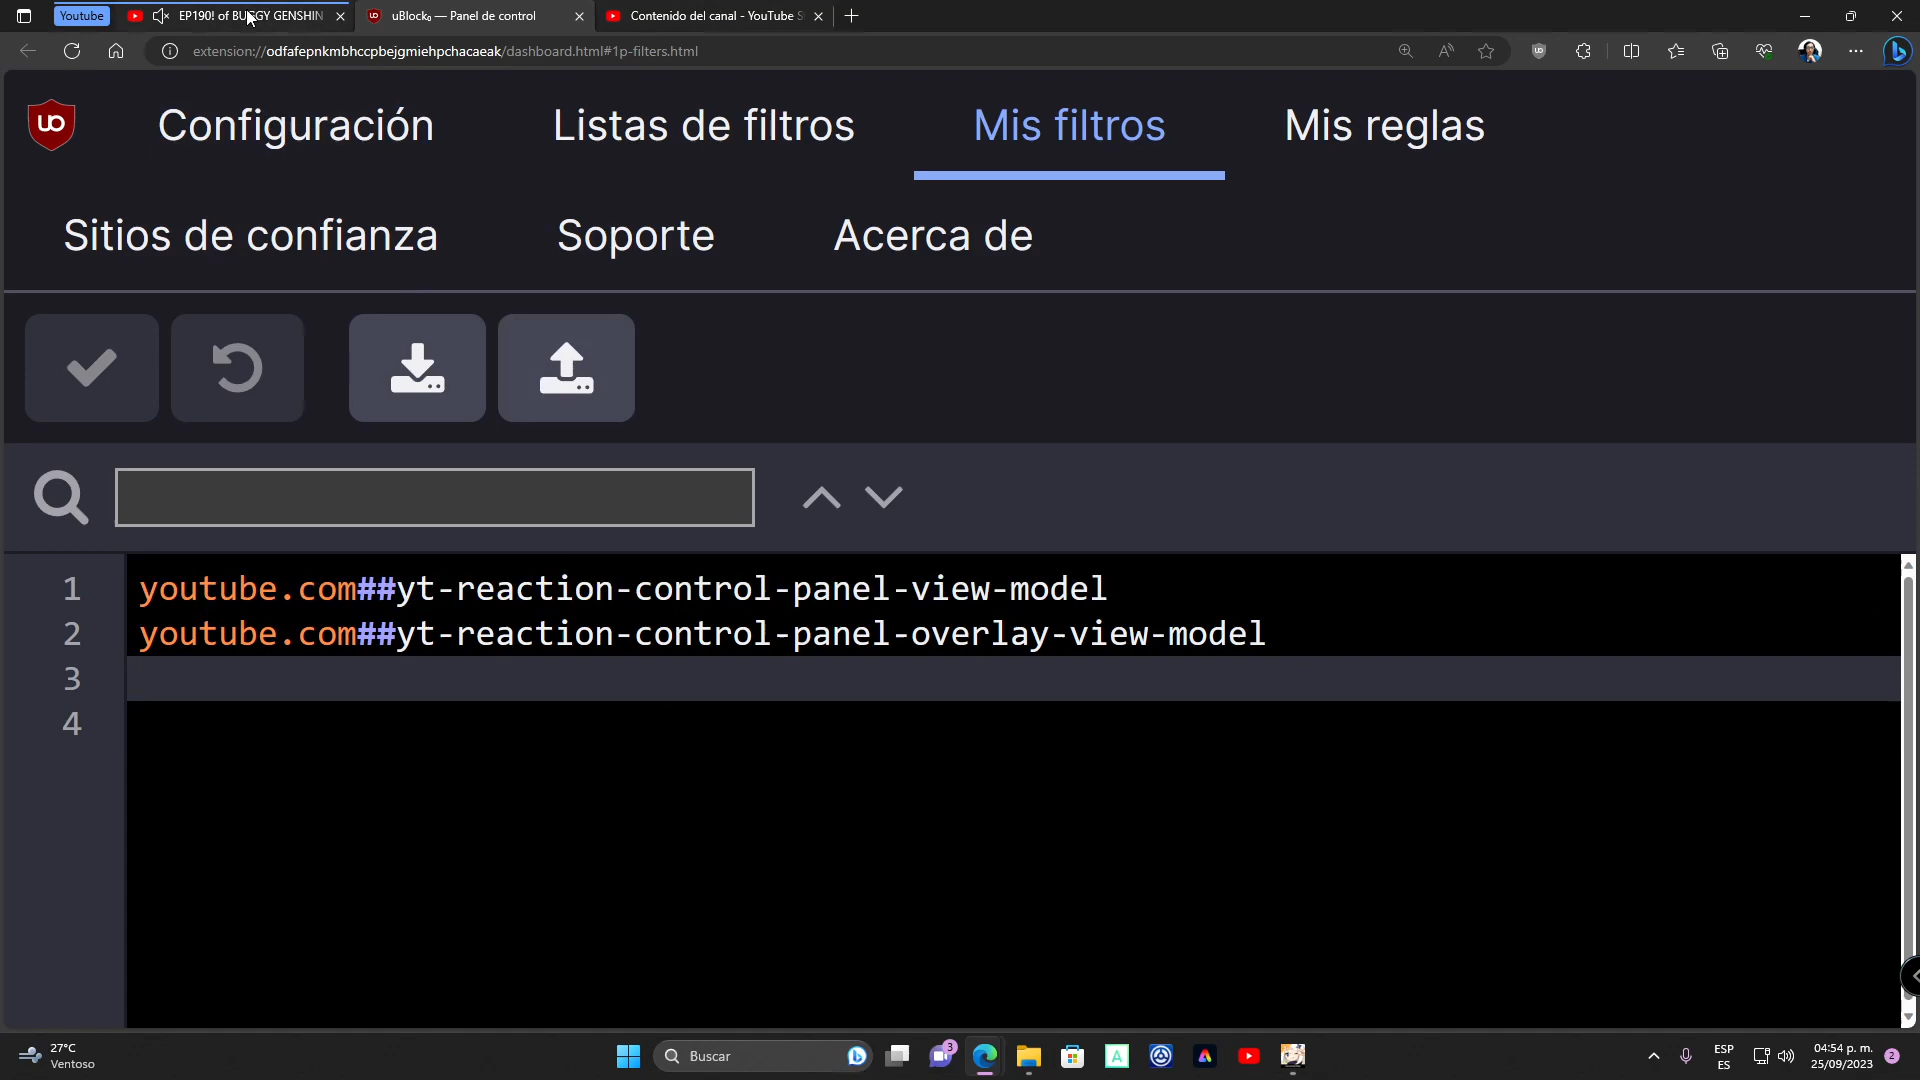 Youtube EP190! of BUGGY GENSHIN uBlock₀ — Panel de control Contenido del canal - YouTube S
extension://odfafepnkmbhccpbejgmiehpchacaeak/dashboard.html#1p-filters.html
Configuración Listas de filtros Mis filtros Mis reglas
Sitios de confianza Soporte Acerca de
1 youtube.com##yt-reaction-control-panel-view-model
2 youtube.com##yt-reaction-control-panel-overlay-view-model
3
4
27°C
Ventoso
Buscar
3
ESP
ES
04:54 p. m.
25/09/2023
2